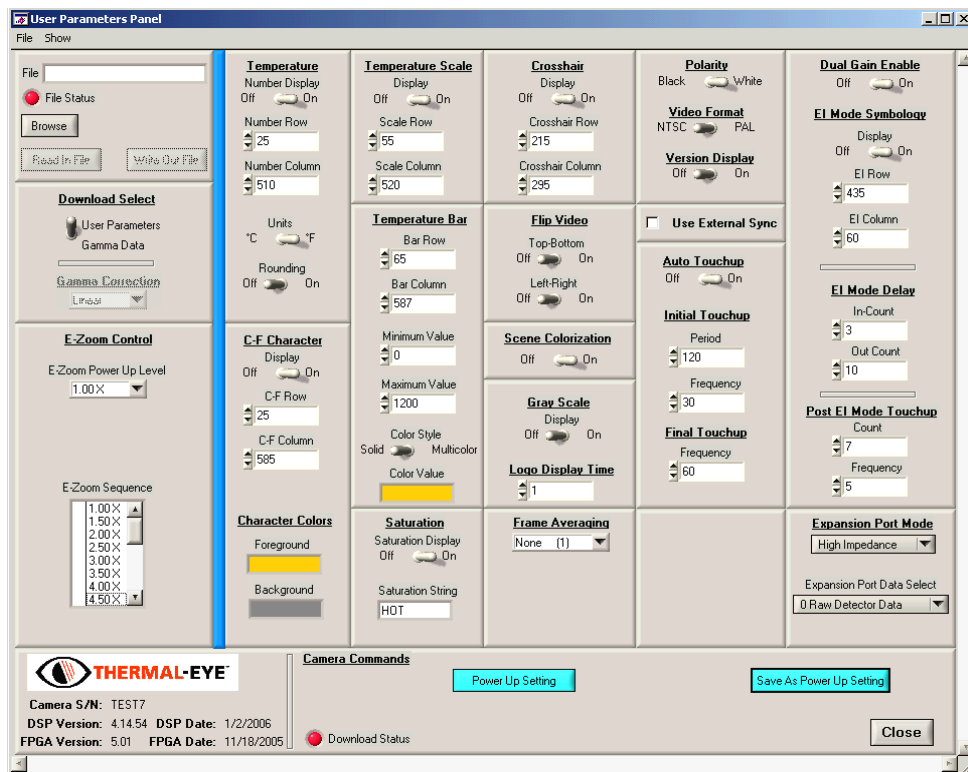 User Parameters Panel
File Show
File
File Status
Browse
Read In File Write Out File
Download Select
User Parameters
Gamma Data
Gamma Correction
Linear
E-Zoom Control
E-Zoom Power Up Level
1.00X
E-Zoom Sequence
1.00X
1.50X
2.00X
2.50X
3.00X
3.50X
4.00X
4.50X
Temperature
Number Display
Off On
Number Row
25
Number Column
510
Units
°C °F
Rounding
Off On
C-F Character
Display
Off On
C-F Row
25
C-F Column
585
Character Colors
Foreground
Background
Temperature Scale
Display
Off On
Scale Row
55
Scale Column
520
Temperature Bar
Bar Row
65
Bar Column
587
Minimum Value
0
Maximum Value
1200
Color Style
Solid Multicolor
Color Value
Saturation
Saturation Display
Off On
Saturation String
HOT
Crosshair
Display
Off On
Crosshair Row
215
Crosshair Column
295
Flip Video
Top-Bottom
Off On
Left-Right
Off On
Scene Colorization
Off On
Gray Scale
Display
Off On
Logo Display Time
1
Frame Averaging
None (1)
Polarity
Black White
Video Format
NTSC PAL
Version Display
Off On
Use External Sync
Auto Touchup
Off On
Initial Touchup
Period
120
Frequency
30
Final Touchup
Frequency
60
Dual Gain Enable
Off On
EI Mode Symbology
Display
Off On
EI Row
435
EI Column
60
EI Mode Delay
In-Count
3
Out Count
10
Post EI Mode Touchup
Count
7
Frequency
5
Expansion Port Mode
High Impedance
Expansion Port Data Select
0 Raw Detector Data
THERMAL-EYE
Camera S/N: TEST7
DSP Version: 4.14.54 DSP Date: 1/2/2006
FPGA Version: 5.01 FPGA Date: 11/18/2005
Camera Commands
Power Up Setting
Save As Power Up Setting
Download Status
Close